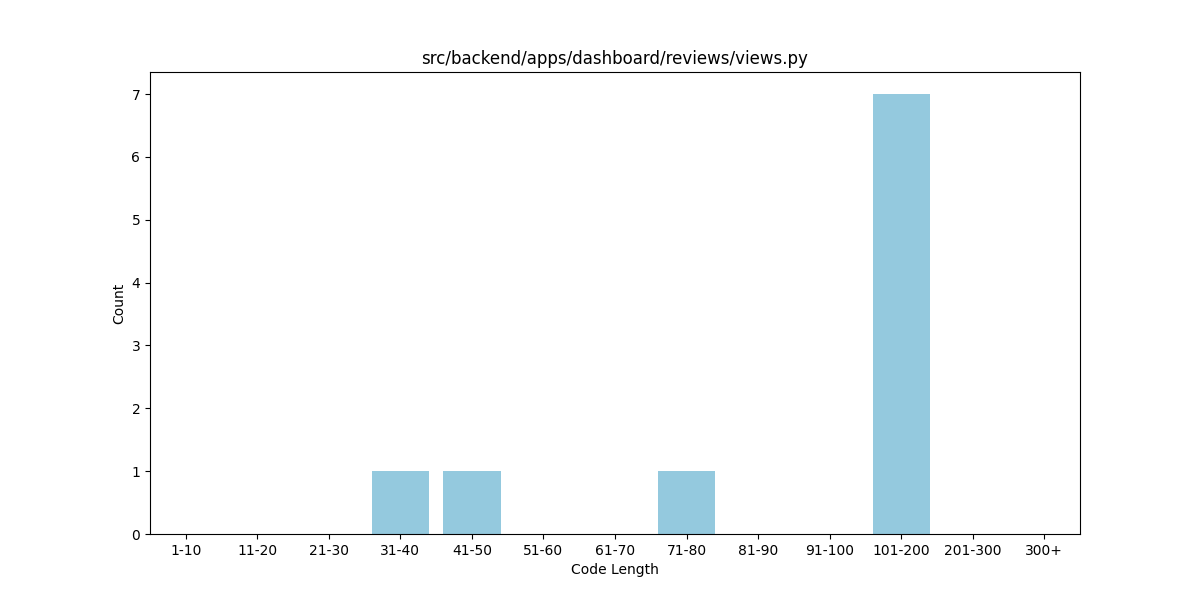 src/backend/apps/dashboard/reviews/views.py
7
6
5
4
3
2
1
0
Count
1-10 11-20 21-30 31-40 41-50 51-60 61-70 71-80 81-90 91-100 101-200 201-300 300+
Code Length